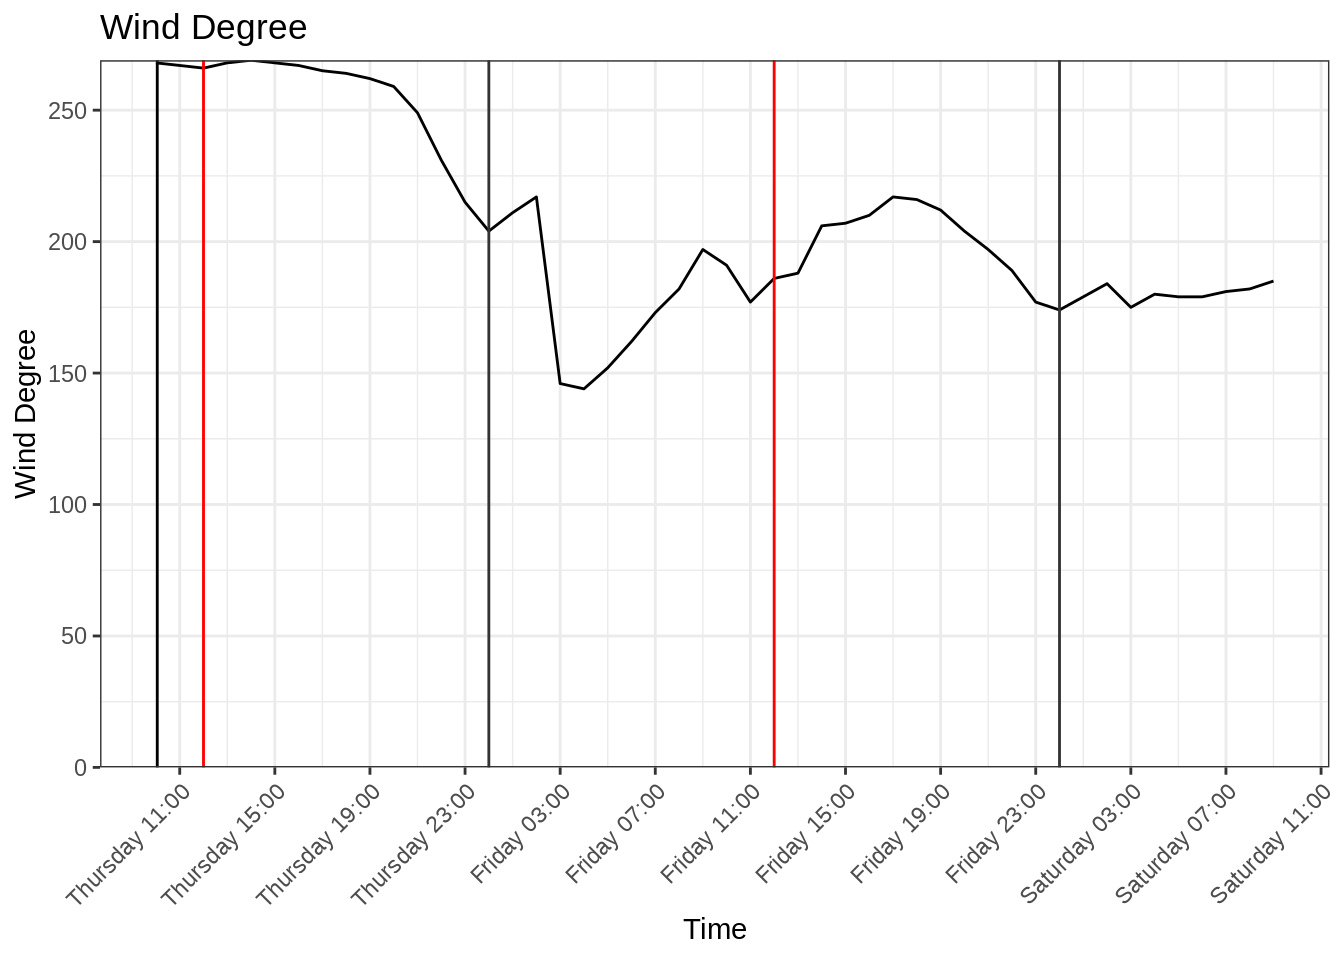 Wind Degree
Wind Degree
250
200
150
100
50
0
Thursday 11:00
Thursday 15:00
Thursday 19:00
Thursday 23:00
Friday 03:00
Friday 07:00
Friday 11:00
Friday 15:00
Friday 19:00
Friday 23:00
Saturday 03:00
Saturday 07:00
Saturday 11:00
Time